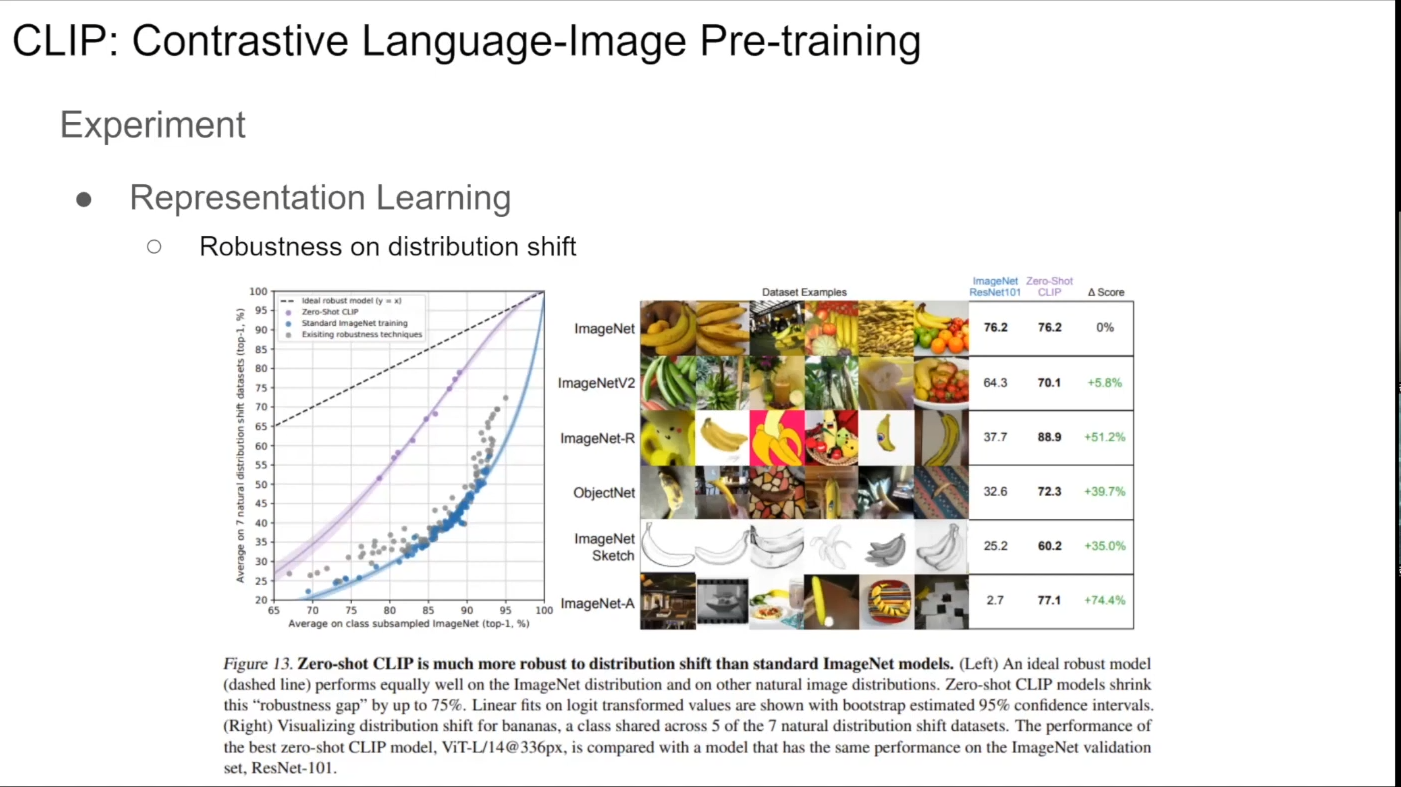 CLIP: Contrastive Language-Image Pre-training
Experiment
● Representation Learning
○ Robustness on distribution shift
Average on 7 natural distribution shift datasets (top-1, %)
100
95
90
85
80
75
70
65
60
55
50
45
40
35
30
25
20
Ideal robust model (y = x)
Zero-Shot CLIP
Standard ImageNet training
Exisiting robustness techniques
65 70 75 80 85 90 95 100
Average on class subsampled ImageNet (top-1, %)
ImageNet Zero-Shot
Dataset Examples ResNet101 CLIP Δ Score
ImageNet 76.2 76.2 0%
ImageNetV2 64.3 70.1 +5.8%
ImageNet-R 37.7 88.9 +51.2%
ObjectNet 32.6 72.3 +39.7%
ImageNet
Sketch 25.2 60.2 +35.0%
ImageNet-A 2.7 77.1 +74.4%
Figure 13. Zero-shot CLIP is much more robust to distribution shift than standard ImageNet models. (Left) An ideal robust model
(dashed line) performs equally well on the ImageNet distribution and on other natural image distributions. Zero-shot CLIP models shrink
this “robustness gap” by up to 75%. Linear fits on logit transformed values are shown with bootstrap estimated 95% confidence intervals.
(Right) Visualizing distribution shift for bananas, a class shared across 5 of the 7 natural distribution shift datasets. The performance of
the best zero-shot CLIP model, ViT-L/14@336px, is compared with a model that has the same performance on the ImageNet validation
set, ResNet-101.